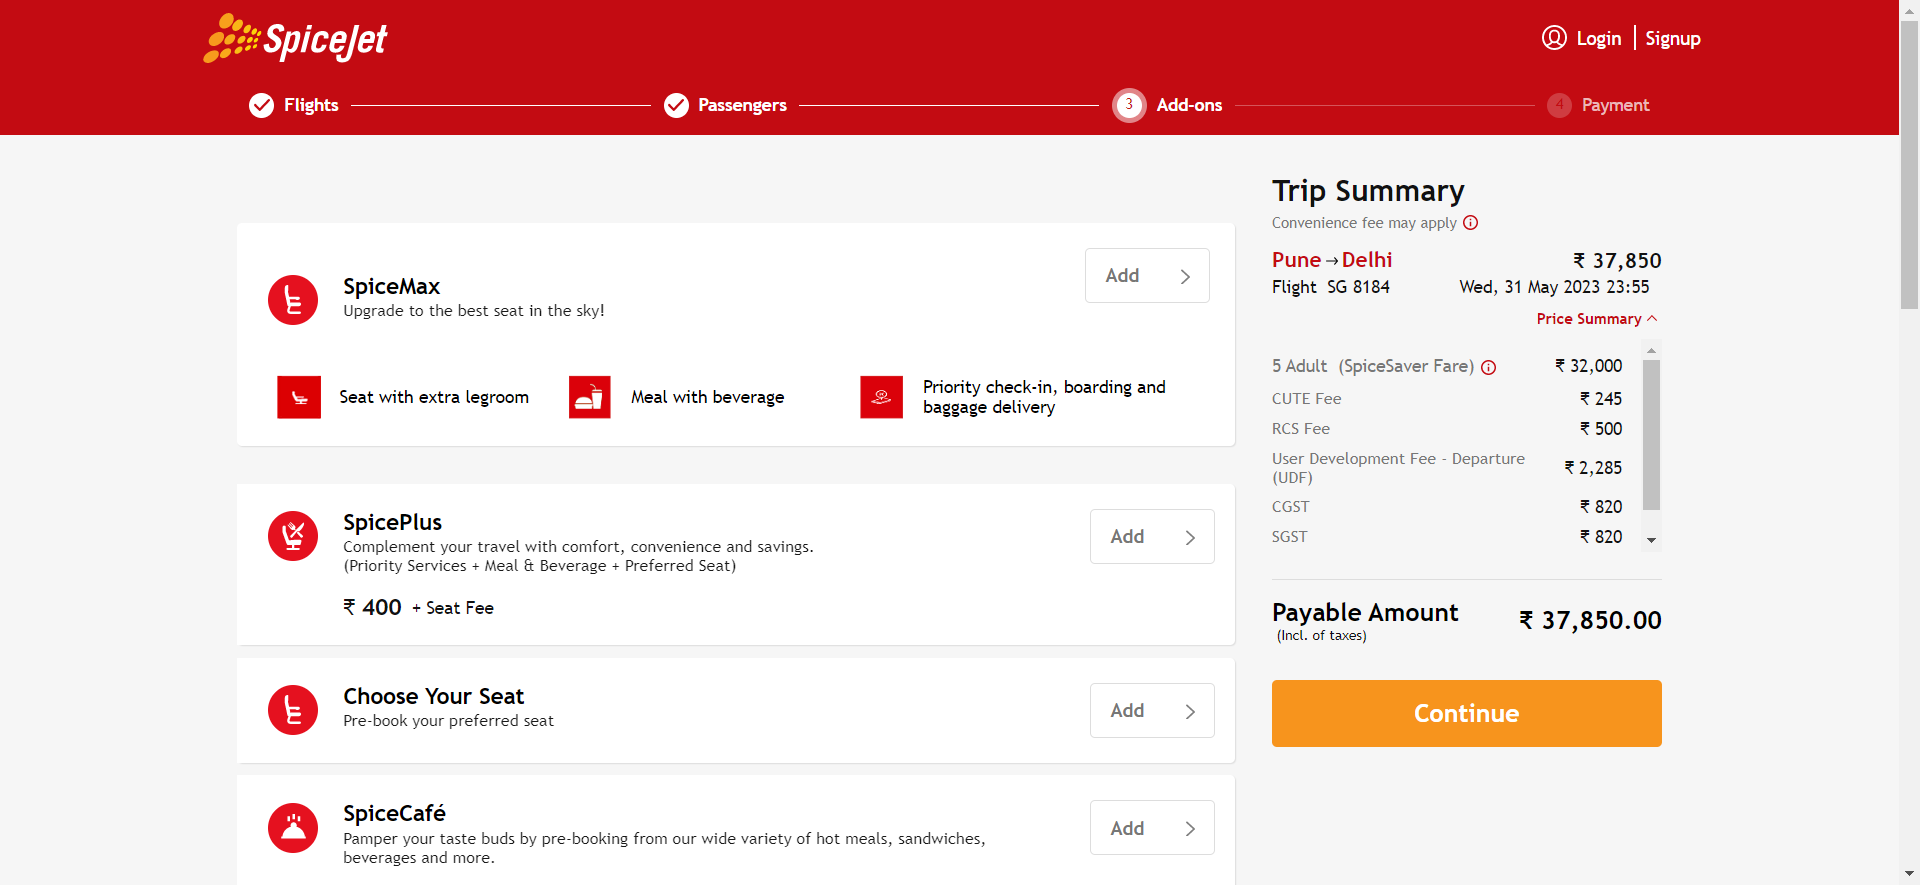 SpiceJet
Login | Signup
Flights
Passengers
3 Add-ons
4 Payment
SpiceMax
Upgrade to the best seat in the sky!
Add
Seat with extra legroom
Meal with beverage
Priority check-in, boarding and
baggage delivery
SpicePlus
Complement your travel with comfort, convenience and savings.
(Priority Services + Meal & Beverage + Preferred Seat)
₹ 400 + Seat Fee
Add
Choose Your Seat
Pre-book your preferred seat
Add
SpiceCafé
Pamper your taste buds by pre-booking from our wide variety of hot meals, sandwiches,
beverages and more.
Add
Trip Summary
Convenience fee may apply
Pune → Delhi ₹ 37,850
Flight SG 8184 Wed, 31 May 2023 23:55
Price Summary
5 Adult (SpiceSaver Fare) ₹ 32,000
CUTE Fee ₹ 245
RCS Fee ₹ 500
User Development Fee - Departure
(UDF) ₹ 2,285
CGST ₹ 820
SGST ₹ 820
Payable Amount ₹ 37,850.00
(Incl. of taxes)
Continue